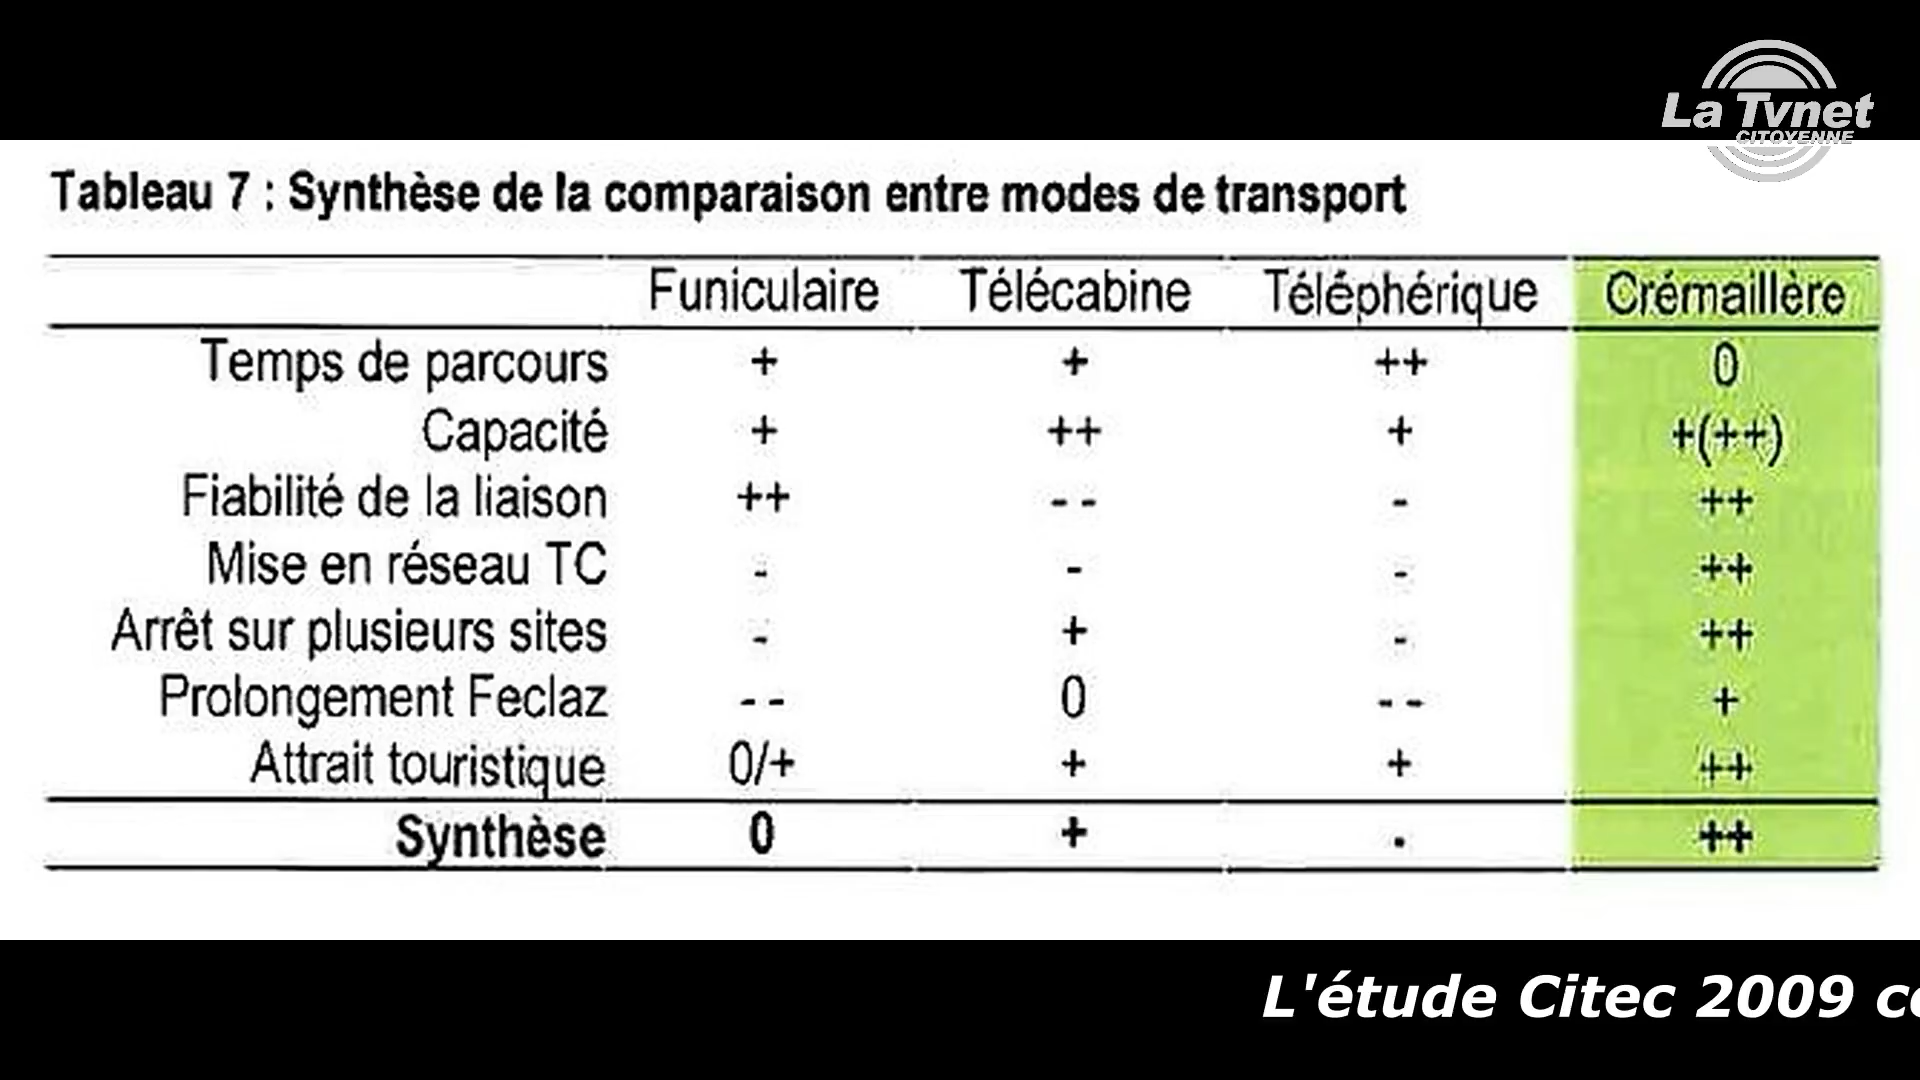 La Tvnet
CITOYENNE
Tableau 7 : Synthèse de la comparaison entre modes de transport
Funiculaire Télécabine Téléphérique Crémaillère
Temps de parcours + + ++ 0
Capacité + ++ + +(++)
Fiabilité de la liaison ++ -- - ++
Mise en réseau TC - - - ++
Arrêt sur plusieurs sites - + - ++
Prolongement Feclaz -- 0 -- +
Attrait touristique 0/+ + + ++
Synthèse 0 + - ++
L'étude Citec 2009